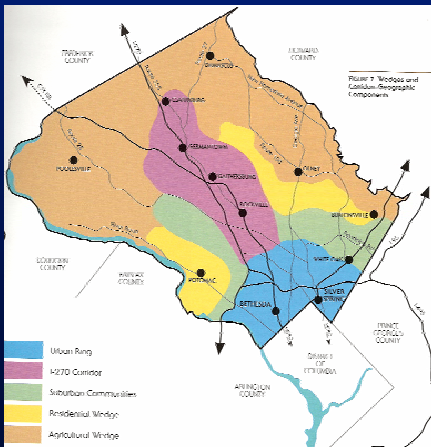 FREDERICK
COUNTY
HOWARD
COUNTY
FIGURE 7 Wedges and
Corridor-Geographic
Components
DAMASCUS
CLARKSBURG
GERMANTOWN
GAITHERSBURG
OLNEY
POOLESVILLE
ROCKVILLE
BURTONSVILLE
WHITE OAK
LOUDOUN
COUNTY
FAIRFAX
COUNTY
POTOMAC
BETHESDA
SILVER
SPRING
PRINCE
GEORGE'S
COUNTY
DISTRICT
OF
COLUMBIA
ARLINGTON
COUNTY
Urban Ring
I-270 Corridor
Suburban Communities
Residential Wedge
Agricultural Wedge